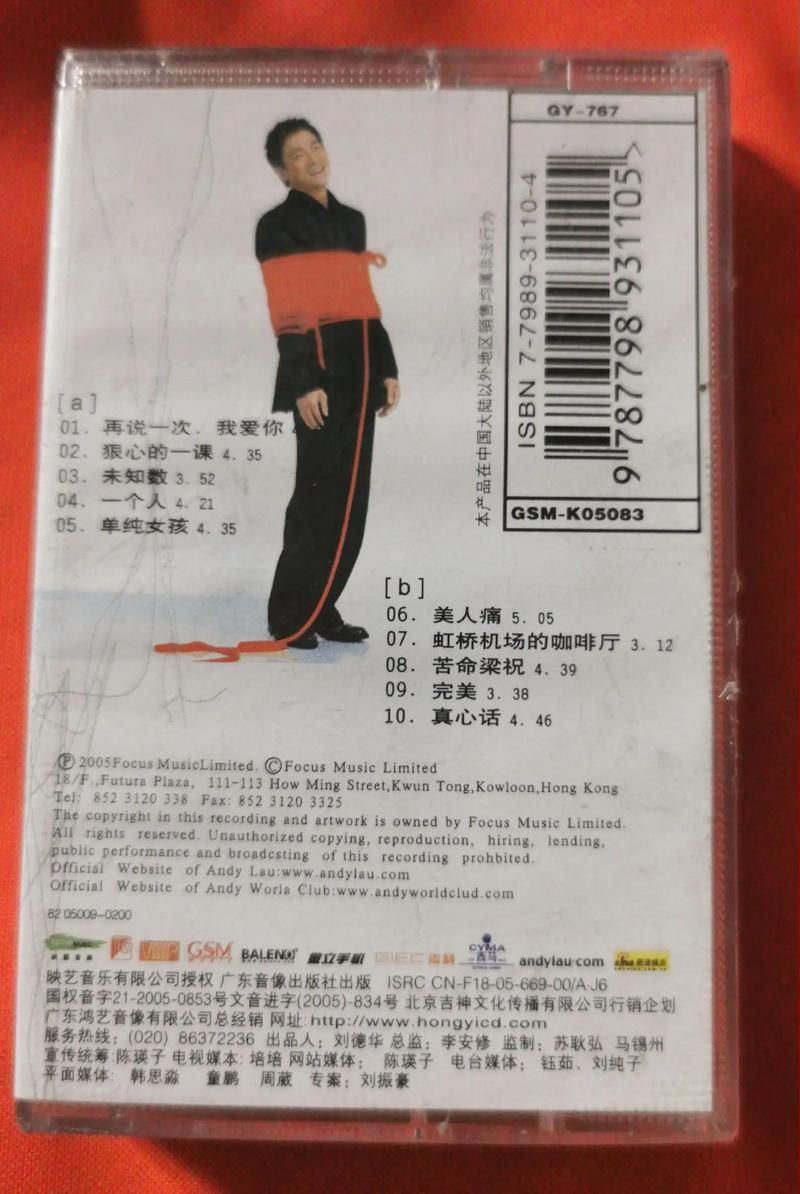 GY-767
ISBN 7-7989-3110-4
9 787798 931105 >
GSM-K05083
本产品在中国大陆以外地区销售均属非法行为
[a]
01. 再说一次. 我爱你
02. 狠心的一课 4. 35
03. 未知数 3. 52
04. 一个人 4. 21
05. 单纯女孩 4. 35
[b]
06. 美人痛 5. 05
07. 虹桥机场的咖啡厅 3. 12
08. 苦命梁祝 4. 39
09. 完美 3. 38
10. 真心话 4. 46
Ⓟ 2005Focus MusicLimited. ©Focus Music Limited
18/F.,Futura Plaza, 111-113 How Ming Street,Kwun Tong,Kowloon,Hong Kong
Tel: 852 3120 338 Fax: 852 3120 3325
The copyright in this recording and artwork is owned by Focus Music Limited.
All rights reserved. Unauthorized copying, reproduction, hiring, lending,
public performance and broadcsting of this recording prohbited.
Official Website of Andy Lau:www.andylau.com
Official Website of Andy Worla Club:www.andyworldclud.com
82 05009-0200
GSM BALENO 熊立手机 GIEC CYMA 西马 andylau·com sina
映艺音乐有限公司授权 广东音像出版社出版 ISRC CN-F18-05-669-00/A·J6
国权音字21-2005-0853号文音进字(2005)-834号 北京吉神文化传播有限公司行销企划
广东鸿艺音像有限公司总经销 网址:http://www.hongyicd.com
服务热线: (020) 86372236 出品人: 刘德华 总监: 李安修 监制: 苏耿弘 马锡州
宣传统筹:陈瑛子 电视媒本: 培培 网站媒体: 陈瑛子 电台媒体: 钰茹、刘纯子
平面媒体: 韩思淼 童鹏 周葳 专案: 刘振豪